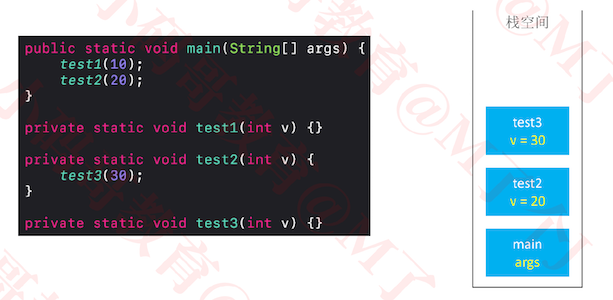 public static void main(String[] args) {
    test1(10);
    test2(20);
}
private static void test1(int v) {}
private static void test2(int v) {
    test3(30);
}
private static void test3(int v) {}
栈空间
test3
v = 30
test2
v = 20
main
args